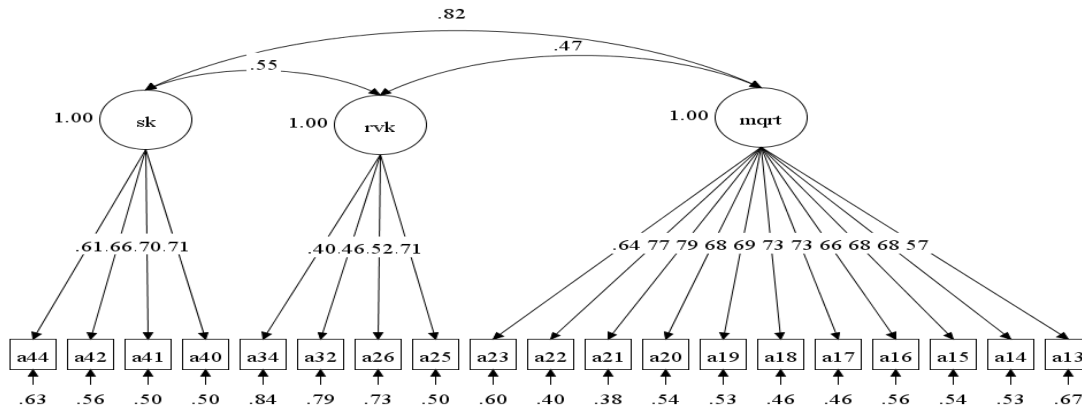 .82
.47
.55
1.00 sk 1.00 rvk 1.00 mqrt
.61 .66 .70 .71 .40 .46 .52 .71 .64 77 79 68 69 73 73 66 68 68 57
a44 a42 a41 a40 a34 a32 a26 a25 a23 a22 a21 a20 a19 a18 a17 a16 a15 a14 a13
.63 .56 .50 .50 .84 .79 .73 .50 .60 .40 .38 .54 .53 .46 .46 .56 .54 .53 .67